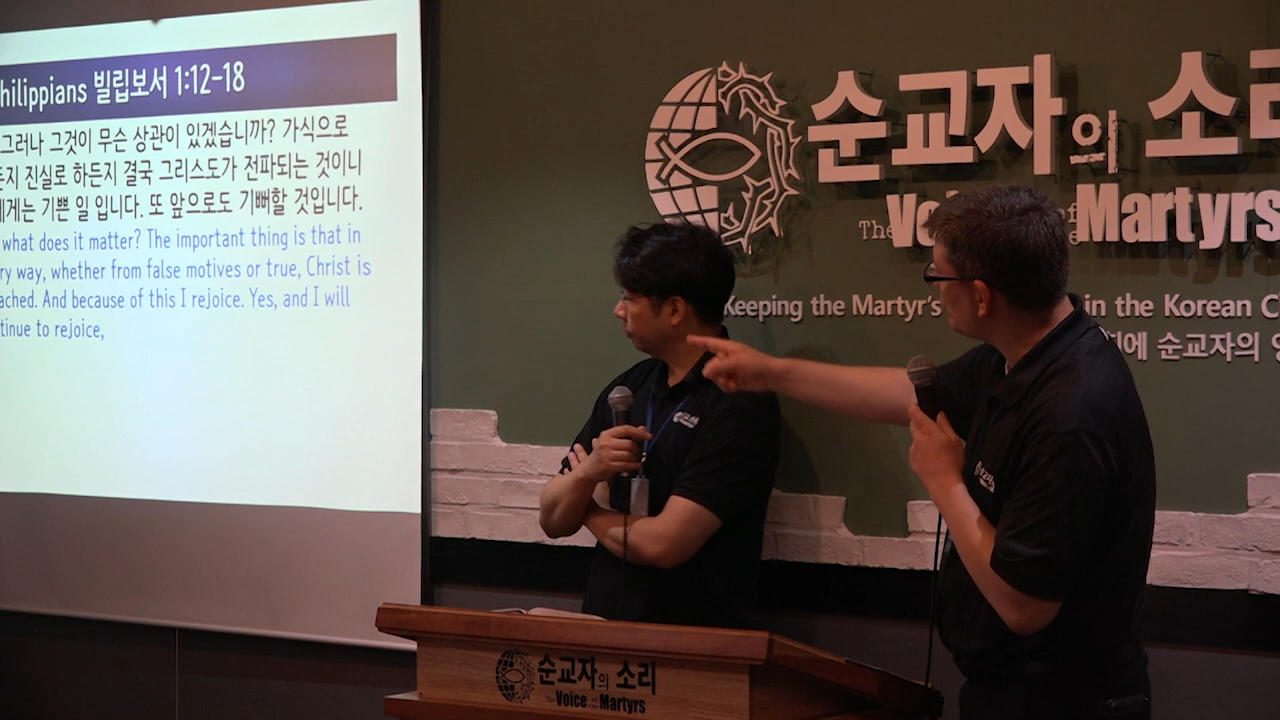 hilippians 빌립보서 1:12-18
그러나 그것이 무슨 상관이 있겠습니까? 가식으로
든지 진실로 하든지 결국 그리스도가 전파되는 것이니
에게는 기쁜 일 입니다. 또 앞으로도 기뻐할 것입니다.
what does it matter? The important thing is that in
ry way, whether from false motives or true, Christ is
ached. And because of this I rejoice. Yes, and I will
tinue to rejoice,
순교자의 소리
The Voice of Martyrs
Keeping the Martyr's in the Korean C
에 순교자의
순교자의 소리
The Voice of the Martyrs